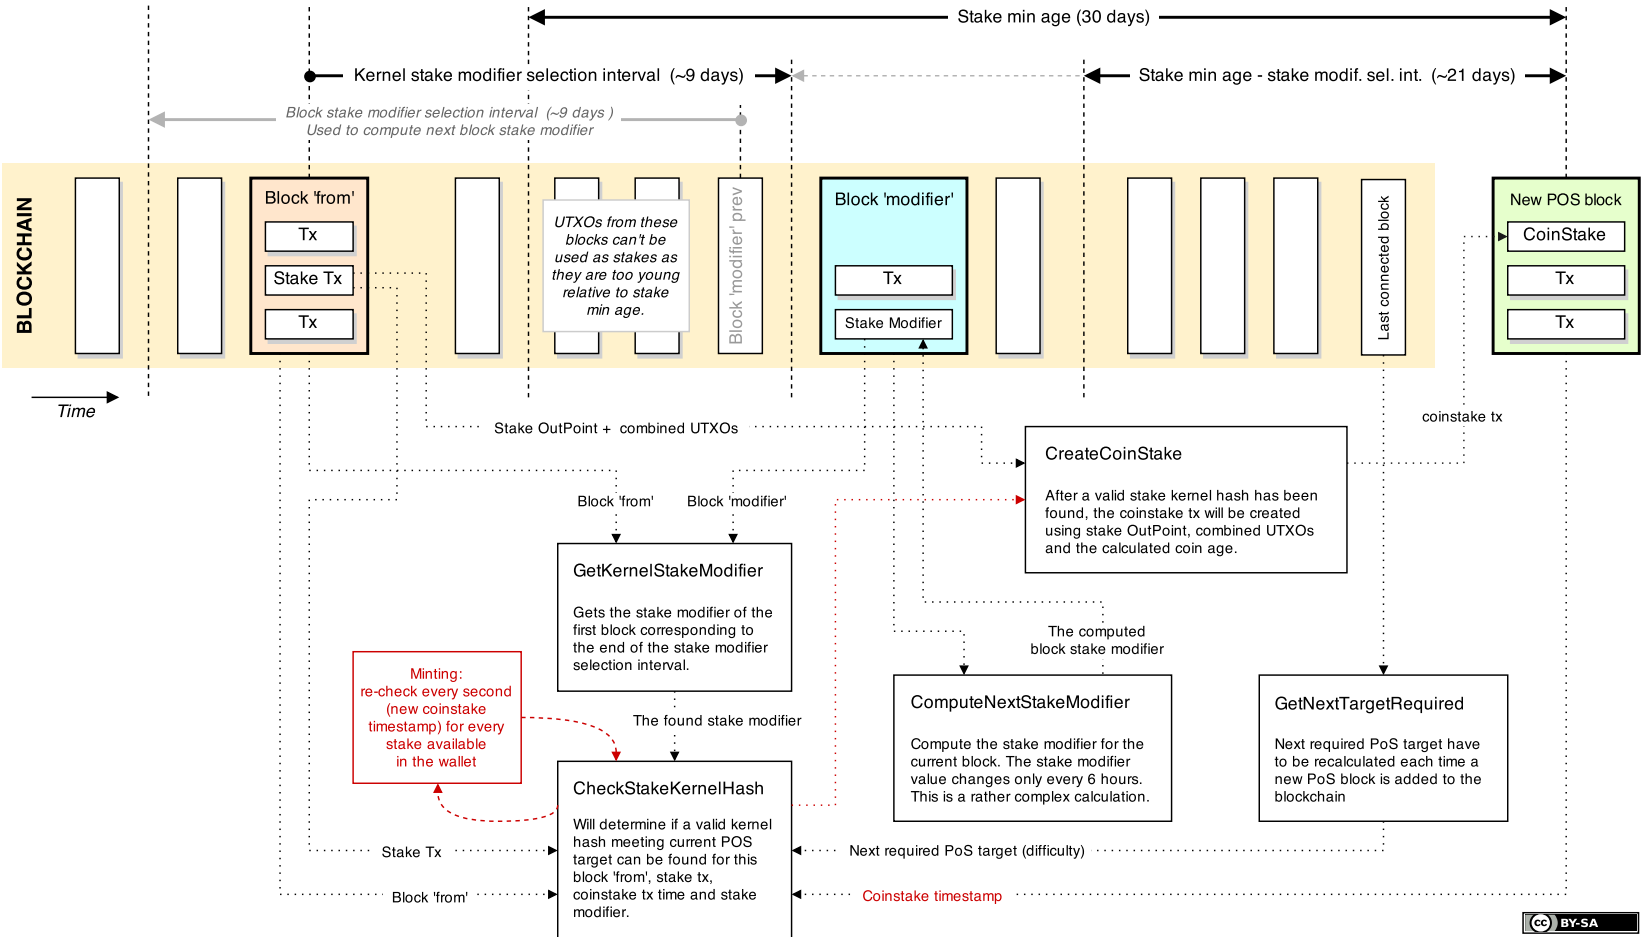 Stake min age (30 days)
Kernel stake modifier selection interval  (~9 days)
Stake min age - stake modif. sel. int.  (~21 days)
Block stake modifier selection interval  (~9 days )
Used to compute next block stake modifier
BLOCKCHAIN
Block 'from'
Tx
Stake Tx
Tx
UTXOs from these
blocks can't be
used as stakes as
they are too young
relative to stake
min age.
Block 'modifier' prev
Block 'modifier'
Tx
Stake Modifier
Last connected block
New POS block
CoinStake
Tx
Tx
Time
Stake OutPoint +  combined UTXOs
coinstake tx
Block 'from'
Block 'modifier'
CreateCoinStake
After a valid stake kernel hash has been
found, the coinstake tx will be created
using stake OutPoint, combined UTXOs
and the calculated coin age.
GetKernelStakeModifier
Gets the stake modifier of the
first block corresponding to
the end of the stake modifier
selection interval.
The computed
block stake modifier
Minting:
re-check every second
(new coinstake
timestamp) for every
stake available
in the wallet
The found stake modifier
ComputeNextStakeModifier
Compute the stake modifier for the
current block. The stake modifier
value changes only every 6 hours.
This is a rather complex calculation.
GetNextTargetRequired
Next required PoS target have
to be recalculated each time a
new PoS block is added to the
blockchain
CheckStakeKernelHash
Will determine if a valid kernel
hash meeting current POS
target can be found for this
block 'from', stake tx,
coinstake tx time and stake
modifier.
Stake Tx
Block 'from'
Next required PoS target (difficulty)
Coinstake timestamp
cc BY-SA